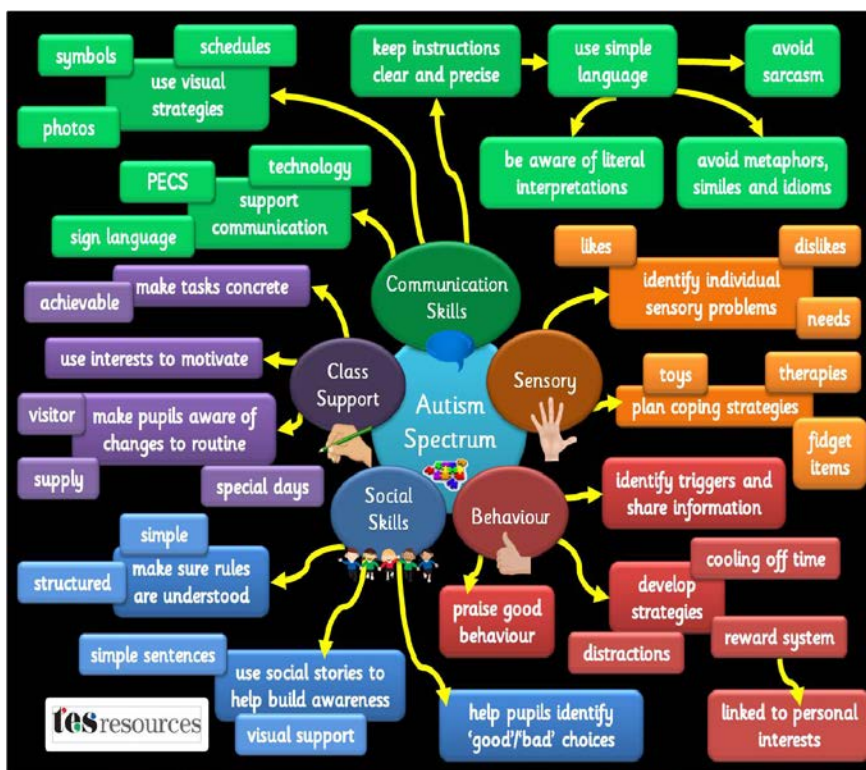 symbols
schedules
use visual
strategies
photos
keep instructions
clear and precise
use simple
language
avoid
sarcasm
be aware of literal
interpretations
avoid metaphors,
similes and idioms
PECS
technology
support
communication
sign language
Communication
Skills
likes
dislikes
identify individual
sensory problems
needs
make tasks concrete
achievable
use interests to motivate
visitor
make pupils aware of
changes to routine
supply
special days
Class
Support
Autism
Spectrum
Sensory
toys
therapies
plan coping strategies
fidget
items
Social
Skills
Behaviour
identify triggers and
share information
simple
structured
make sure rules
are understood
cooling off time
develop
strategies
praise good
behaviour
distractions
reward system
simple sentences
use social stories to
help build awareness
visual support
help pupils identify
‘good’/‘bad’ choices
linked to personal
interests
tes resources